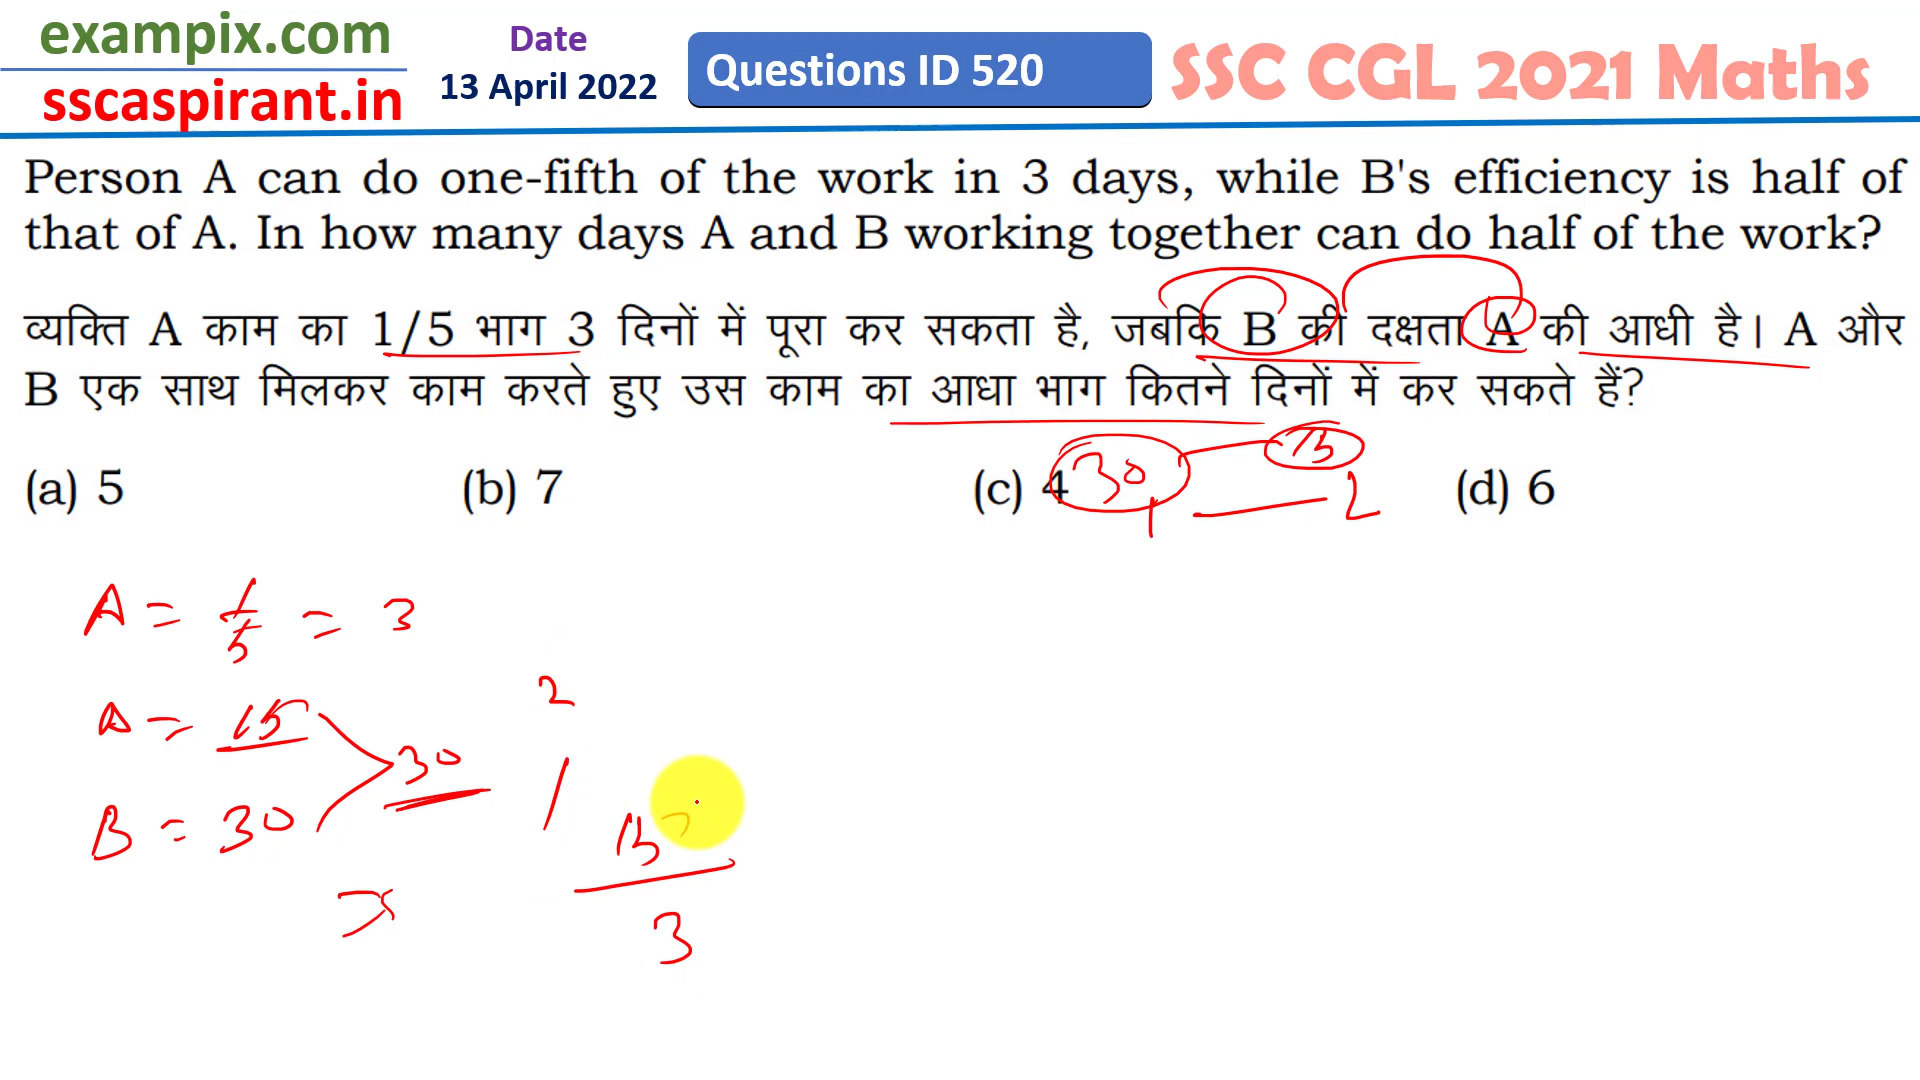 exampix.com
sscaspirant.in
Date
13 April 2022
Questions ID 520
SSC CGL 2021 Maths
Person A can do one-fifth of the work in 3 days, while B's efficiency is half of
that of A. In how many days A and B working together can do half of the work?
व्यक्ति A काम का 1/5 भाग 3 दिनों में पूरा कर सकता है, जबकि B की दक्षता A की आधी है। A और
B एक साथ मिलकर काम करते हुए उस काम का आधा भाग कितने दिनों में कर सकते हैं?
(a) 5 (b) 7 (c) 4 (d) 6
30 15
1 2
A = 1/5 = 3
A = 15
B = 30
30
2
1
15
3